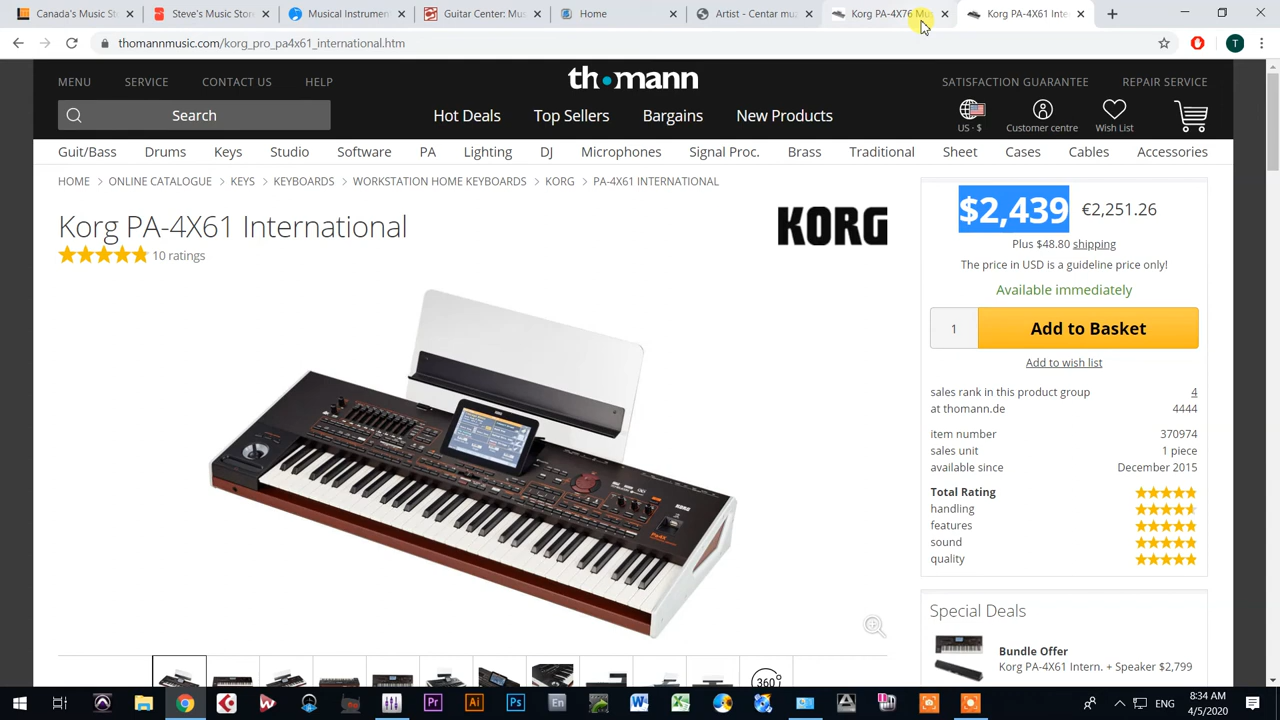 Canada's Music St
Steve's Music Store
Musical Instrumen
Guitar Center: Mu
Home
Artist - Centar muz
Korg PA-4X76 Mu
Korg PA-4X61 Inte
thomannmusic.com/korg_pro_pa4x61_international.htm
T
MENU SERVICE CONTACT US HELP
th•mann
SATISFACTION GUARANTEE REPAIR SERVICE
Search
Hot Deals Top Sellers Bargains New Products
US · $ Customer centre Wish List
Guit/Bass Drums Keys Studio Software PA Lighting DJ Microphones Signal Proc. Brass Traditional Sheet Cases Cables Accessories
HOME > ONLINE CATALOGUE > KEYS > KEYBOARDS > WORKSTATION HOME KEYBOARDS > KORG > PA-4X61 INTERNATIONAL
Korg PA-4X61 International
10 ratings
KORG
$2,439 €2,251.26
Plus $48.80 shipping
The price in USD is a guideline price only!
Available immediately
1 Add to Basket
Add to wish list
sales rank in this product group 4
at thomann.de 4444
item number 370974
sales unit 1 piece
available since December 2015
Total Rating
handling
features
sound
quality
Special Deals
Bundle Offer
Korg PA-4X61 Intern. + Speaker $2,799
360°
Pr
Ai
Ps
En
ENG
8:34 AM
4/5/2020